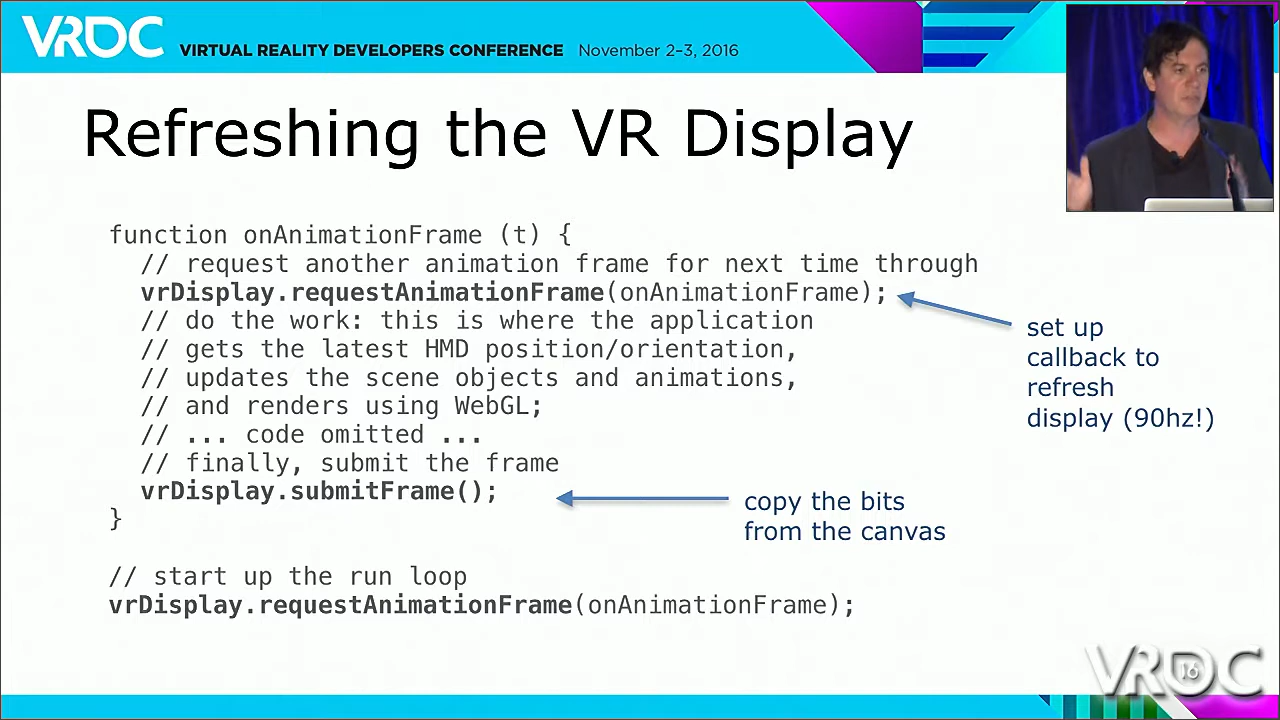 VRDC VIRTUAL REALITY DEVELOPERS CONFERENCE November 2-3, 2016
Refreshing the VR Display
function onAnimationFrame (t) {
// request another animation frame for next time through
vrDisplay.requestAnimationFrame(onAnimationFrame);
// do the work: this is where the application
// gets the latest HMD position/orientation,
// updates the scene objects and animations,
// and renders using WebGL;
// ... code omitted ...
// finally, submit the frame
vrDisplay.submitFrame();
}
// start up the run loop
vrDisplay.requestAnimationFrame(onAnimationFrame);
set up
callback to
refresh
display (90hz!)
copy the bits
from the canvas
VRDC 16